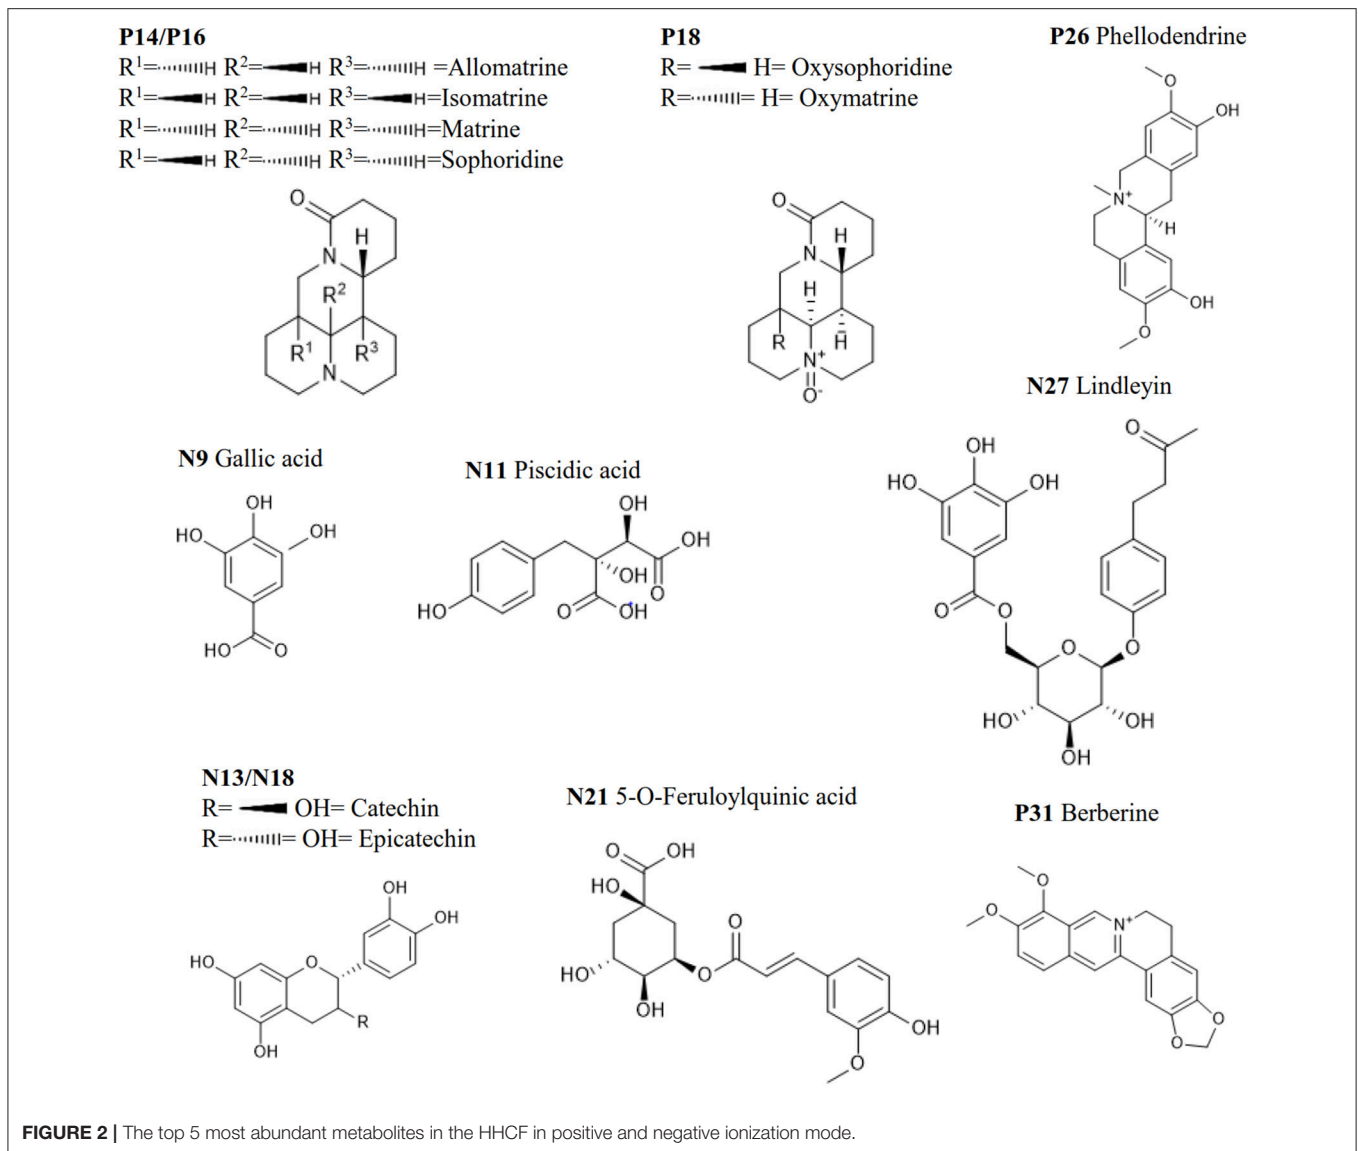 P14/P16
R¹= H R²= H R³= H =Allomatrine
R¹= H R²= H R³= H=Isomatrine
R¹= H R²= H R³= H=Matrine
R¹= H R²= H R³= H=Sophoridine
O
H
N
R²
R¹ R³
N
P18
R= H= Oxysophoridine
R= = H= Oxymatrine
O
H
N
H
R H
N⁺
O⁻
P26 Phellodendrine
O
OH
N⁺
H
OH
O
N9 Gallic acid
OH
HO OH
HO O
N11 Piscidic acid
OH
OH
OH O
HO O OH
N27 Lindleyin
O
OH
HO OH
O O
O O
HO OH
OH
N13/N18
R= OH= Catechin
R= = OH= Epicatechin
OH
OH
HO O
R
OH
N21 5-O-Feruloylquinic acid
O OH
HO
O
HO O
OH
OH
O
P31 Berberine
O
O N⁺
O
O
FIGURE 2 | The top 5 most abundant metabolites in the HHCF in positive and negative ionization mode.